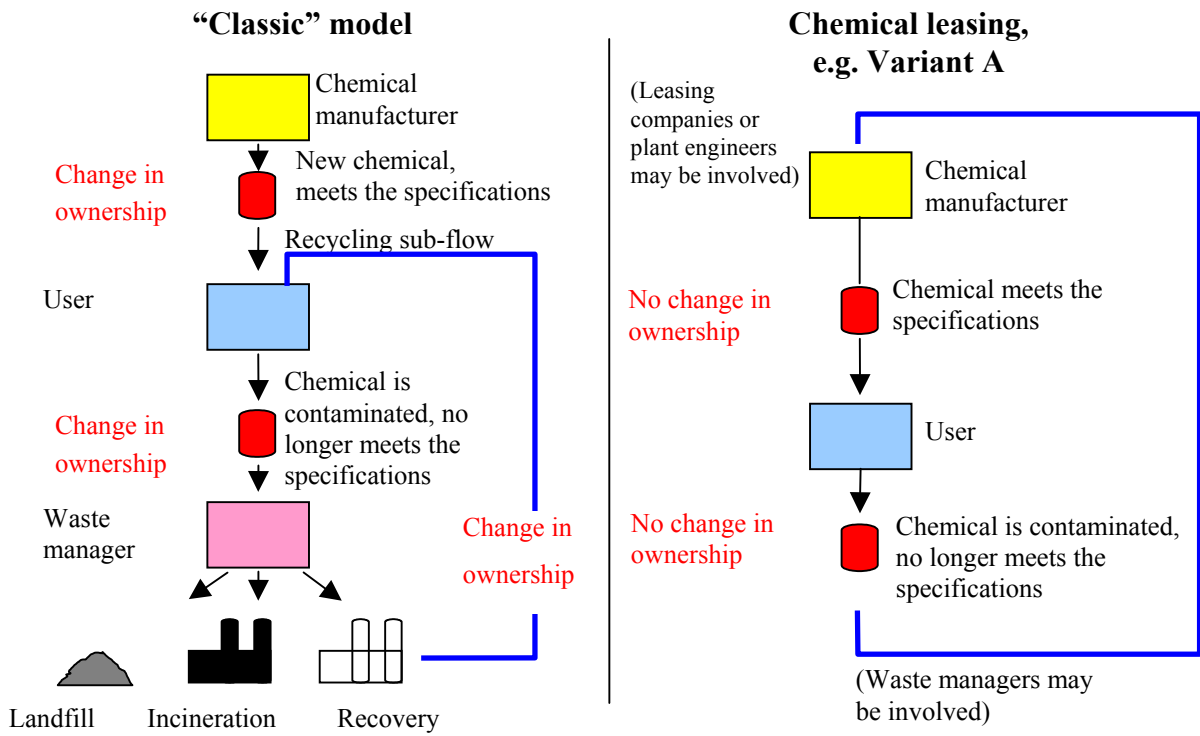 “Classic” model
Chemical
manufacturer
New chemical,
meets the specifications
Change in
ownership
Recycling sub-flow
User
Chemical is
contaminated, no
longer meets the
specifications
Change in
ownership
Waste
manager
Change in
ownership
Landfill
Incineration
Recovery
Chemical leasing,
e.g. Variant A
(Leasing
companies or
plant engineers
may be involved)
Chemical
manufacturer
No change in
ownership
Chemical meets the
specifications
User
No change in
ownership
Chemical is contaminated,
no longer meets the
specifications
(Waste managers may
be involved)